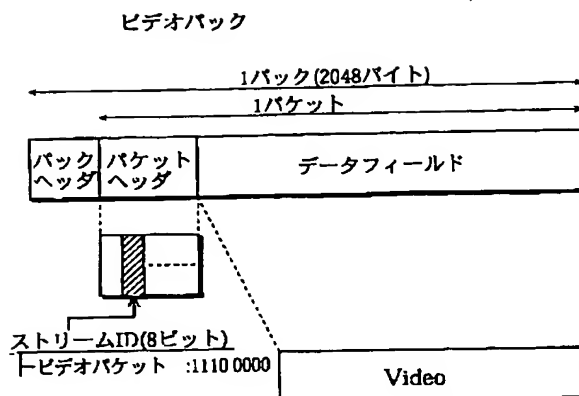 ビデオパック
1パック(2048バイト)
1パケット
パック
ヘッダ
パケット
ヘッダ
データフィールド
ストリームID(8ビット)
ビデオパケット :1110 0000
Video